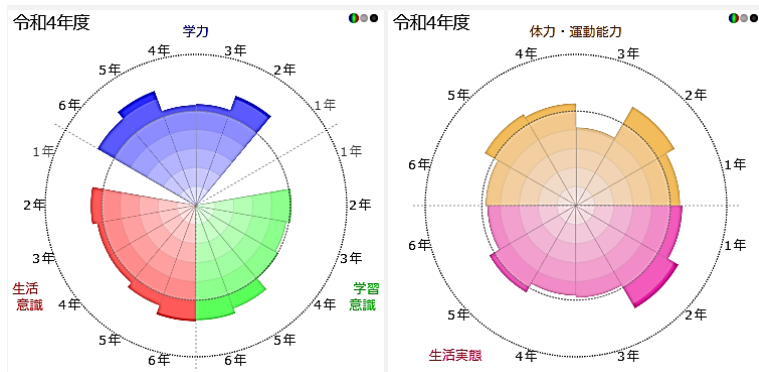 令和4年度
学力
4年
3年
5年
2年
6年
1年
1年
1年
2年
2年
3年
3年
生活
意識
学習
意識
4年
4年
5年
5年
6年
6年
令和4年度
体力・運動能力
4年
3年
5年
2年
6年
1年
6年
1年
5年
2年
4年
3年
生活実態